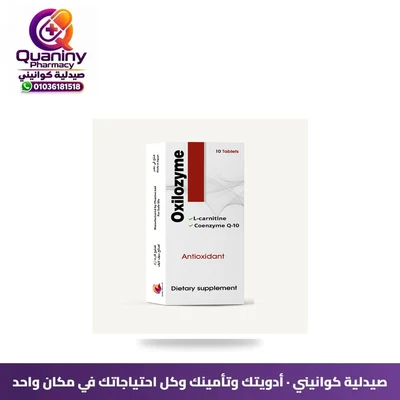 Quaniny
Pharmacy
صيدلية كوانيني
01036181518
10 Tablets
Oxilozyme
L-carnitine
Coenzyme Q-10
Antioxidant
Dietary supplement
صيدلية كوانيني · أدويتك وتأمينك وكل احتياجاتك في مكان واحد